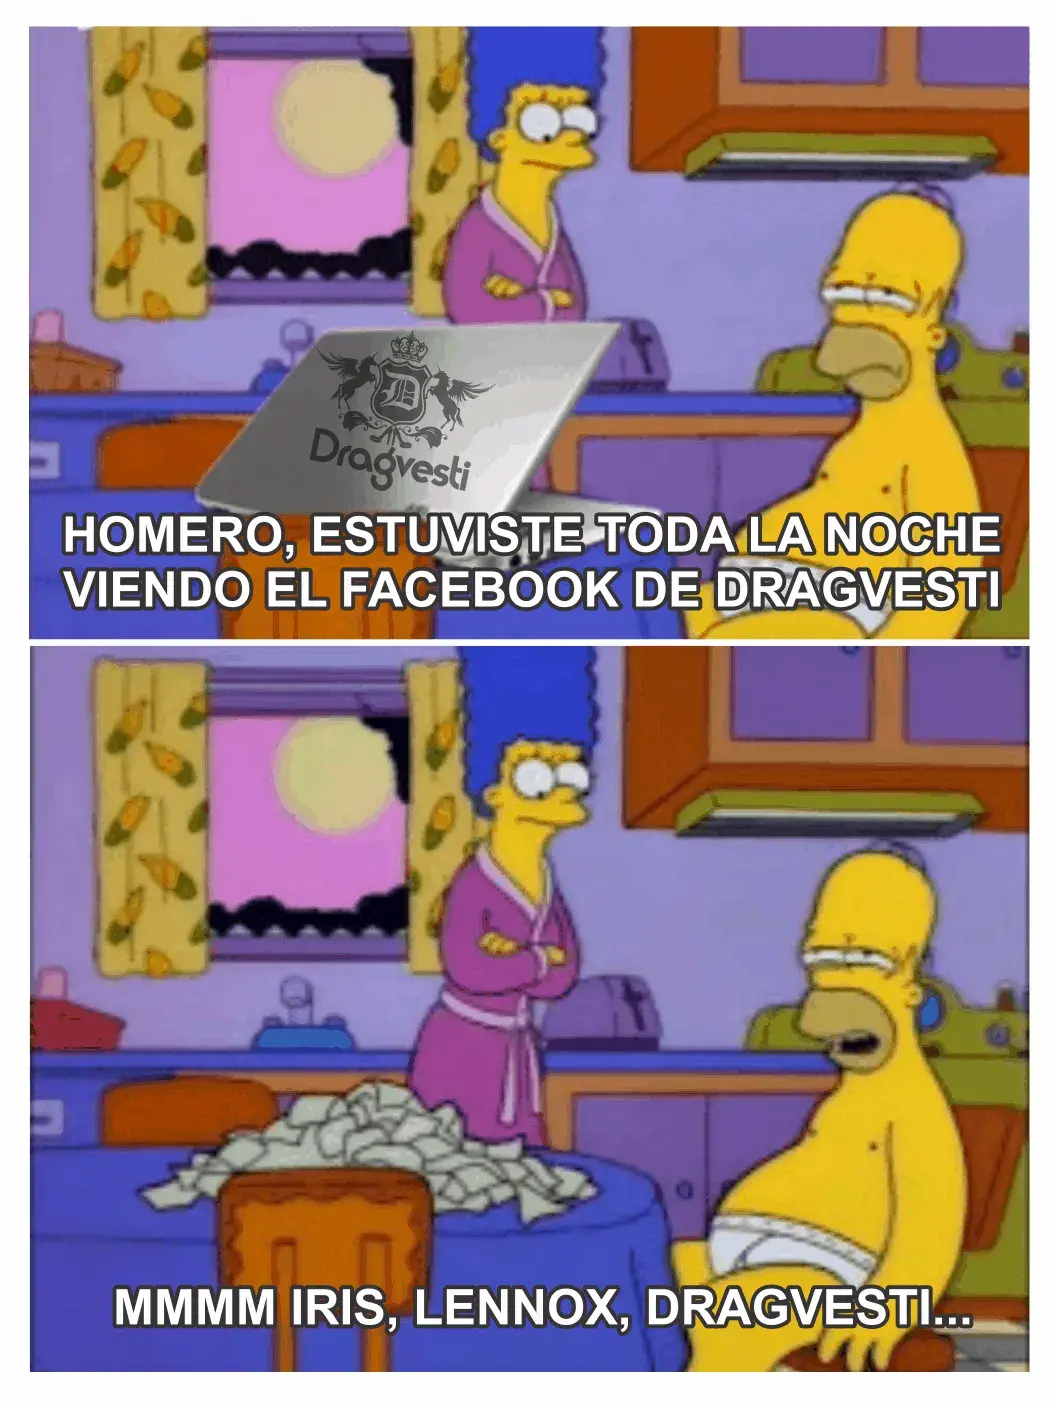 D
Dragvesti
HOMERO, ESTUVISTE TODA LA NOCHE
VIENDO EL FACEBOOK DE DRAGVESTI
MMMM IRIS, LENNOX, DRAGVESTI...